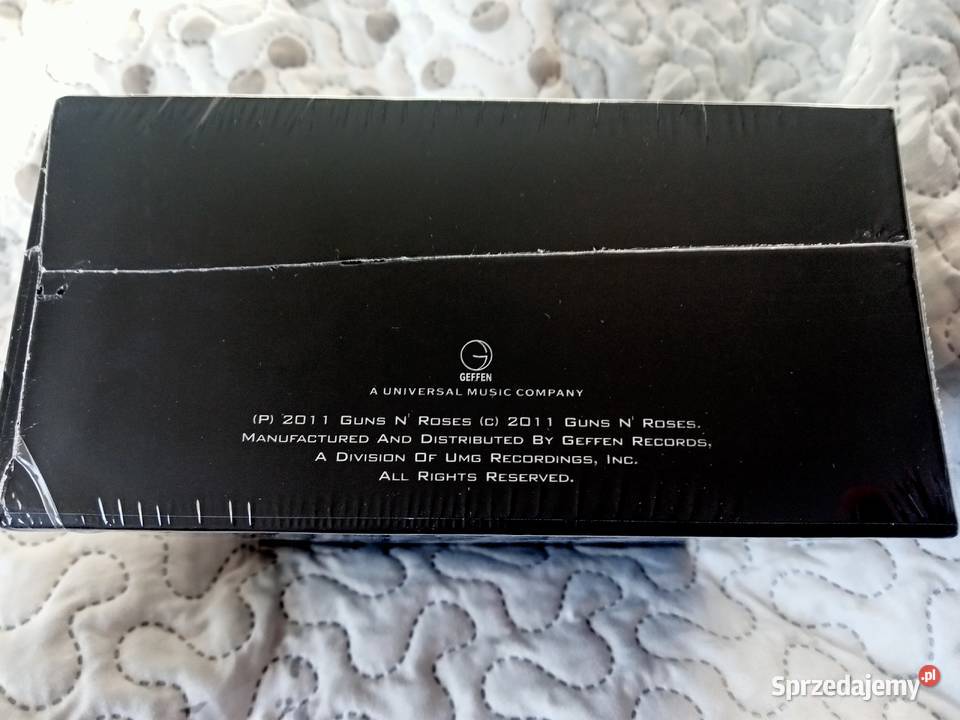 GEFFEN
A UNIVERSAL MUSIC COMPANY
(P) 2011 GUNS N' ROSES (C) 2011 GUNS N' ROSES.
MANUFACTURED AND DISTRIBUTED BY GEFFEN RECORDS,
A DIVISION OF UMG RECORDINGS, INC.
ALL RIGHTS RESERVED.
Sprzedajemy.pl